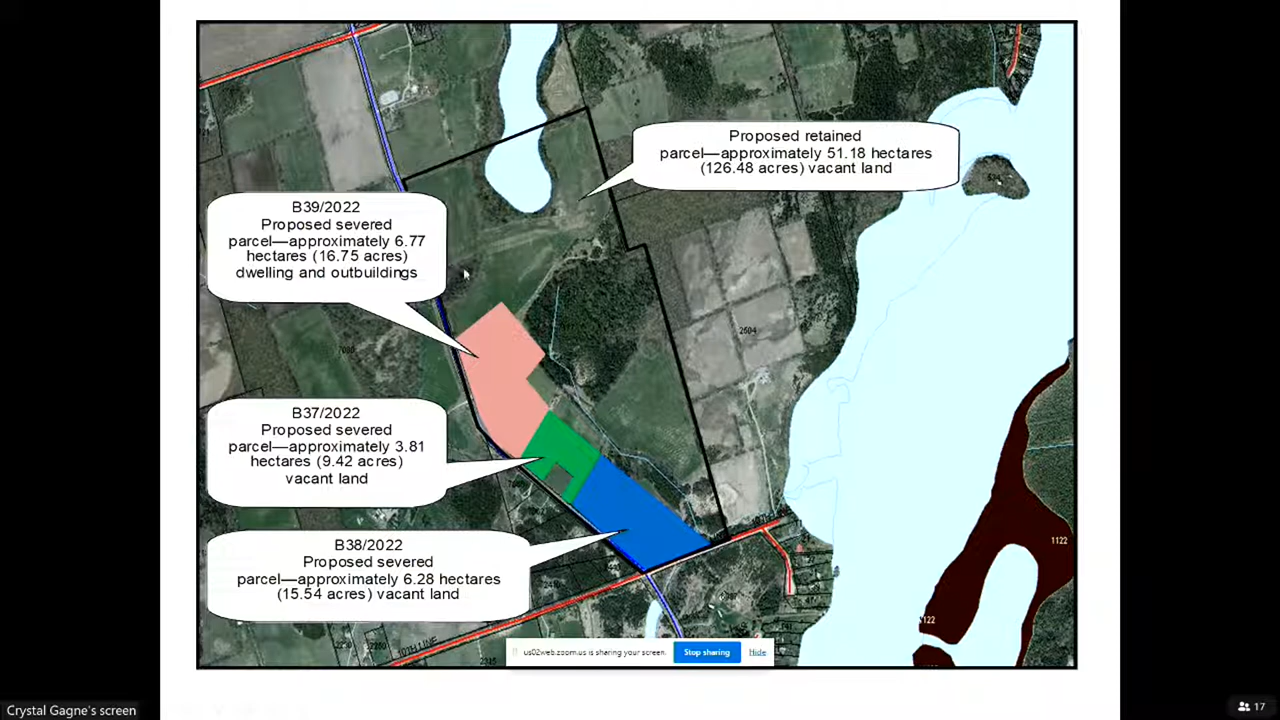 Proposed retained
parcel—approximately 51.18 hectares
(126.48 acres) vacant land
B39/2022
Proposed severed
parcel—approximately 6.77
hectares (16.75 acres)
dwelling and outbuildings
2604
B37/2022
Proposed severed
parcel—approximately 3.81
hectares (9.42 acres)
vacant land
B38/2022
Proposed severed
parcel—approximately 6.28 hectares
(15.54 acres) vacant land
1122
10TH LINE
us02web.zoom.us is sharing your screen.
Stop sharing
Hide
Crystal Gagne's screen
17